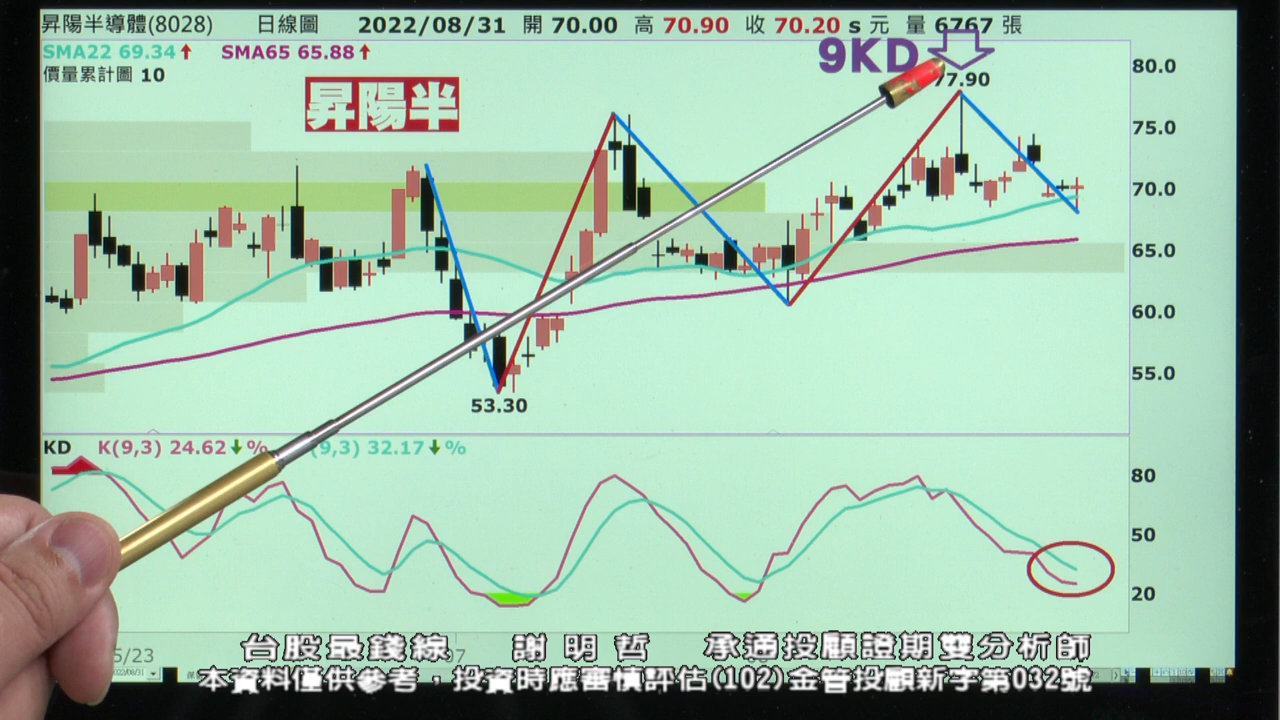 昇陽半導體(8028) 日線圖 2022/08/31 開 70.00 高 70.90 收 70.20 s 元 量 6767 張
SMA22 69.34 SMA65 65.88
9KD
價量累計圖 10
昇陽半
77.90
80.0
75.0
70.0
65.0
60.0
55.0
53.30
KD K(9,3) 24.62 % (9,3) 32.17 %
80
50
20
5/23 07
台股最錢線 謝明哲 承通投顧證期雙分析師
本資料僅供參考，投資時應審慎評估(102)金管投顧新字第032號